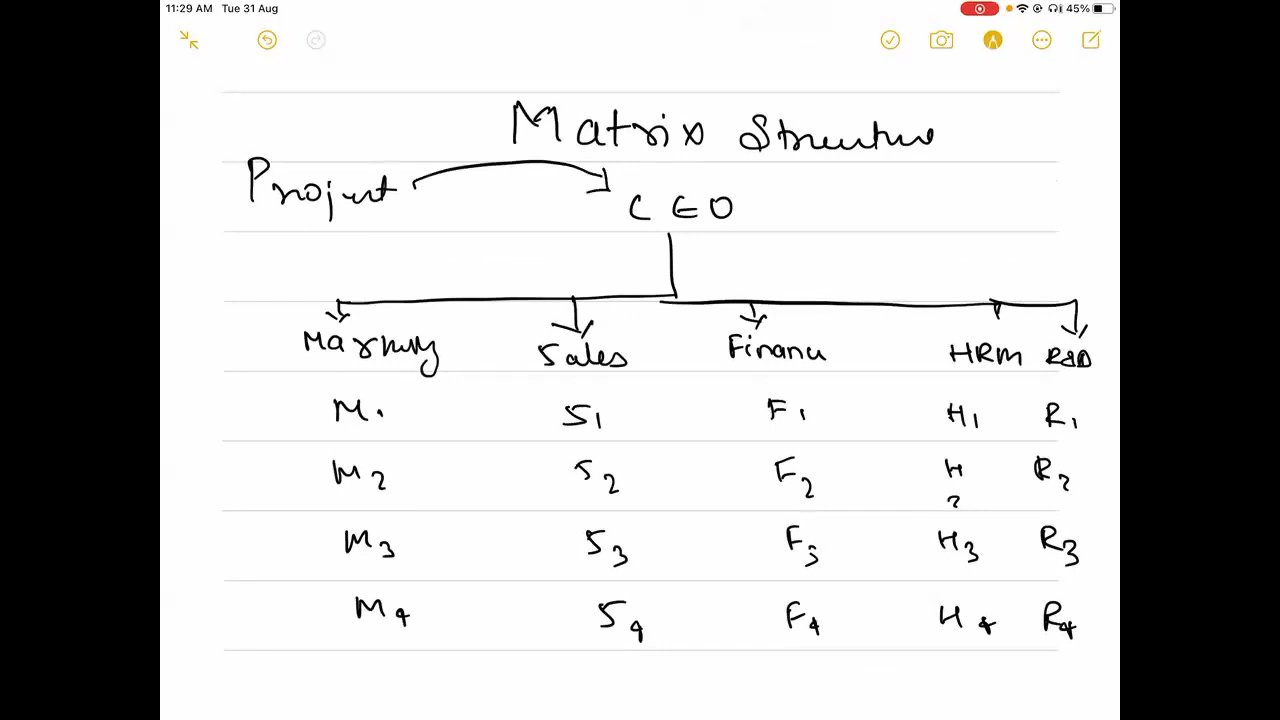 11:29 AM Tue 31 Aug 45%
Matrix Structure
Project
CEO
Marketing Sales Finance HRM R&D
M1 S1 F1 H1 R1
M2 S2 F2 H2 R2
M3 S3 F3 H3 R3
M4 S4 F4 H4 R4